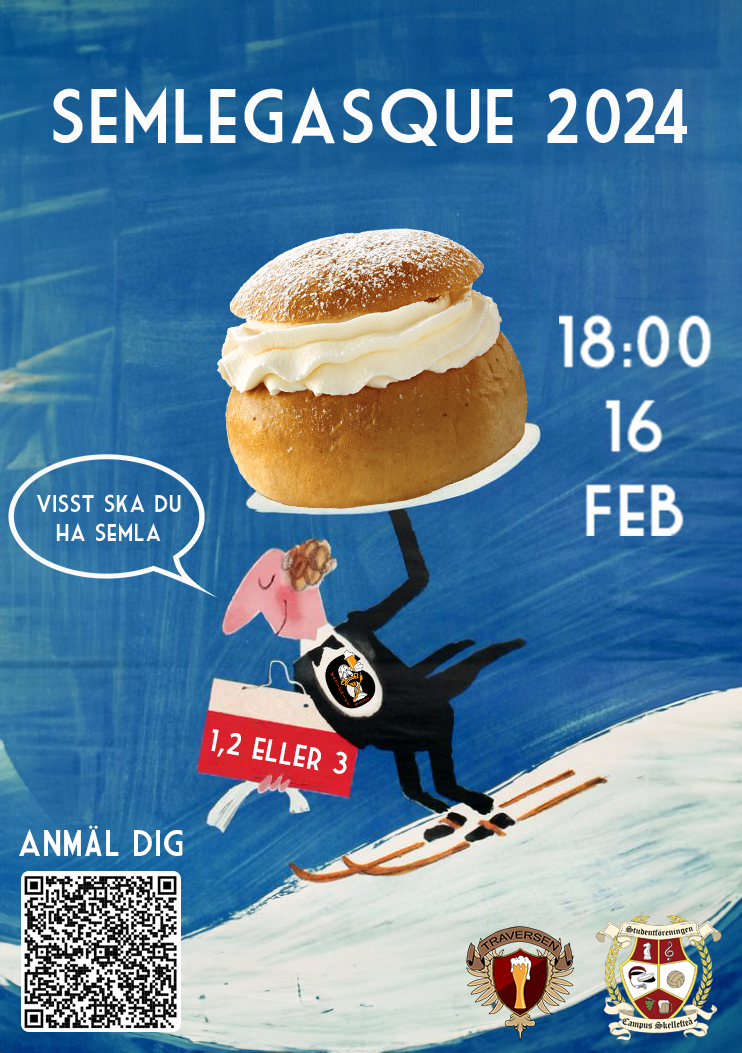 SEMLEGASQUE 2024
18:00
16
FEB
VISST SKA DU
HA SEMLA
1,2 ELLER 3
ANMÄL DIG
TRAVERSEN
Studentföreningen
Campus Skellefteå